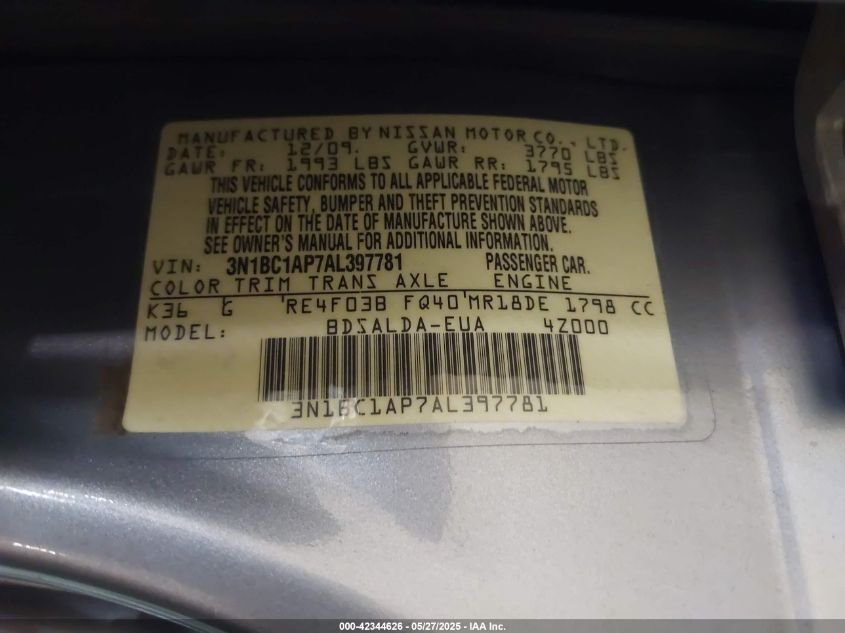 MANUFACTURED BY NISSAN MOTOR CO., LTD.
DATE: 12/09. GVWR: 3770 LBS
GAWR FR: 1993 LBS GAWR RR: 1795 LBS
THIS VEHICLE CONFORMS TO ALL APPLICABLE FEDERAL MOTOR
VEHICLE SAFETY, BUMPER AND THEFT PREVENTION STANDARDS
IN EFFECT ON THE DATE OF MANUFACTURE SHOWN ABOVE.
SEE OWNER'S MANUAL FOR ADDITIONAL INFORMATION.
VIN: 3N1BC1AP7AL397781 PASSENGER CAR.
COLOR TRIM TRANS AXLE ENGINE
K36 G RE4F03B FQ40 MR18DE 1798 CC
MODEL: BDSALDA-EUA 4Z000
3N1BC1AP7AL397781
000-42344626 - 05/27/2025 - IAA Inc.